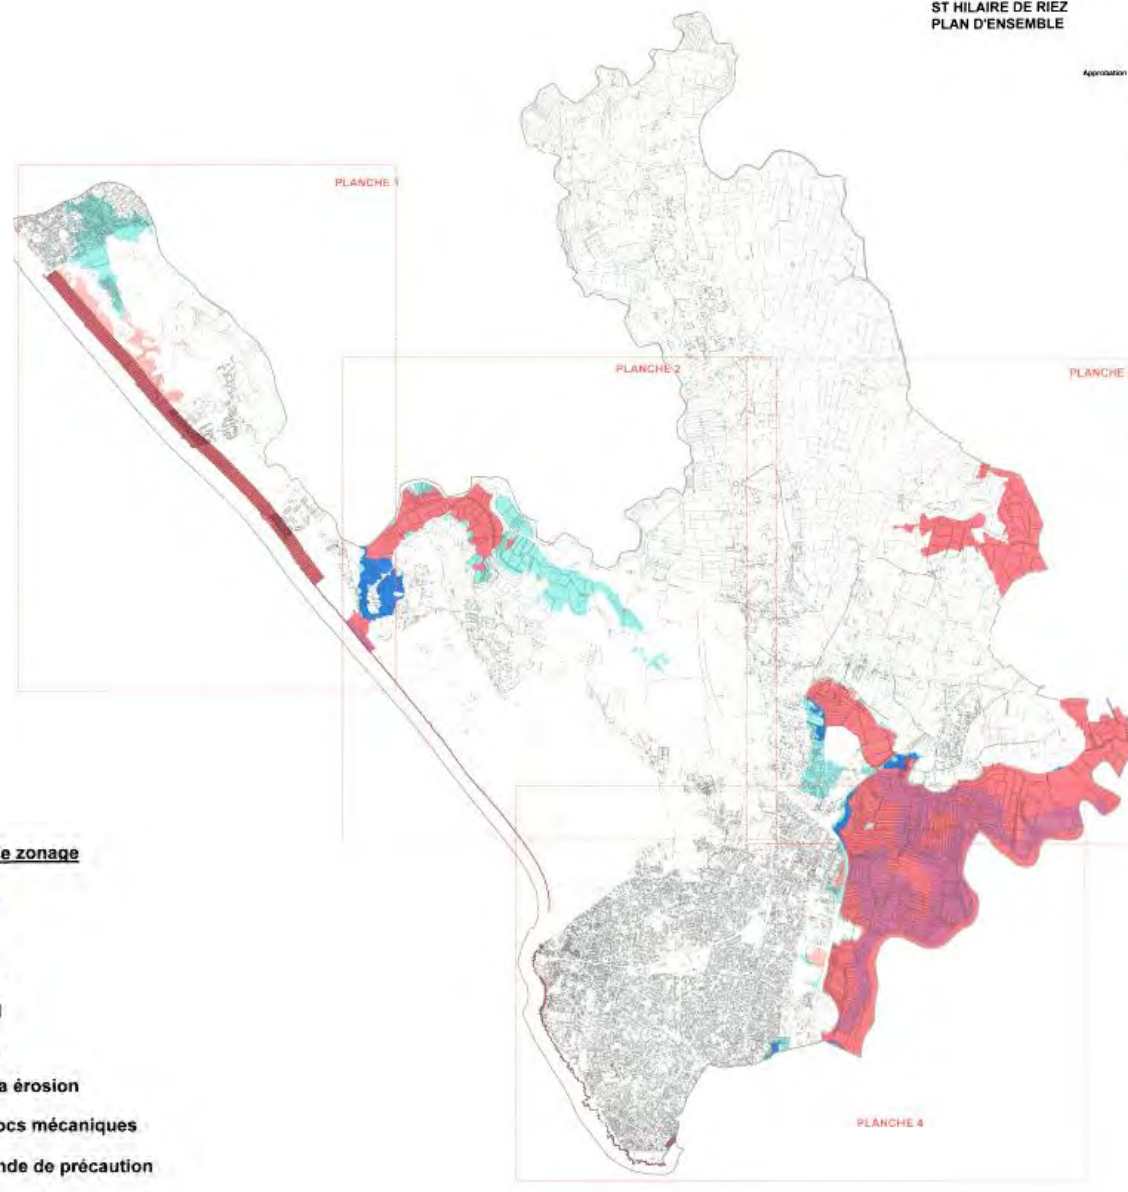 ST HILAIRE DE RIEZ
PLAN D'ENSEMBLE
Approbation
PLANCHE 1
PLANCHE 2
PLANCHE
e zonage
a érosion
ocs mécaniques
nde de précaution
PLANCHE 4